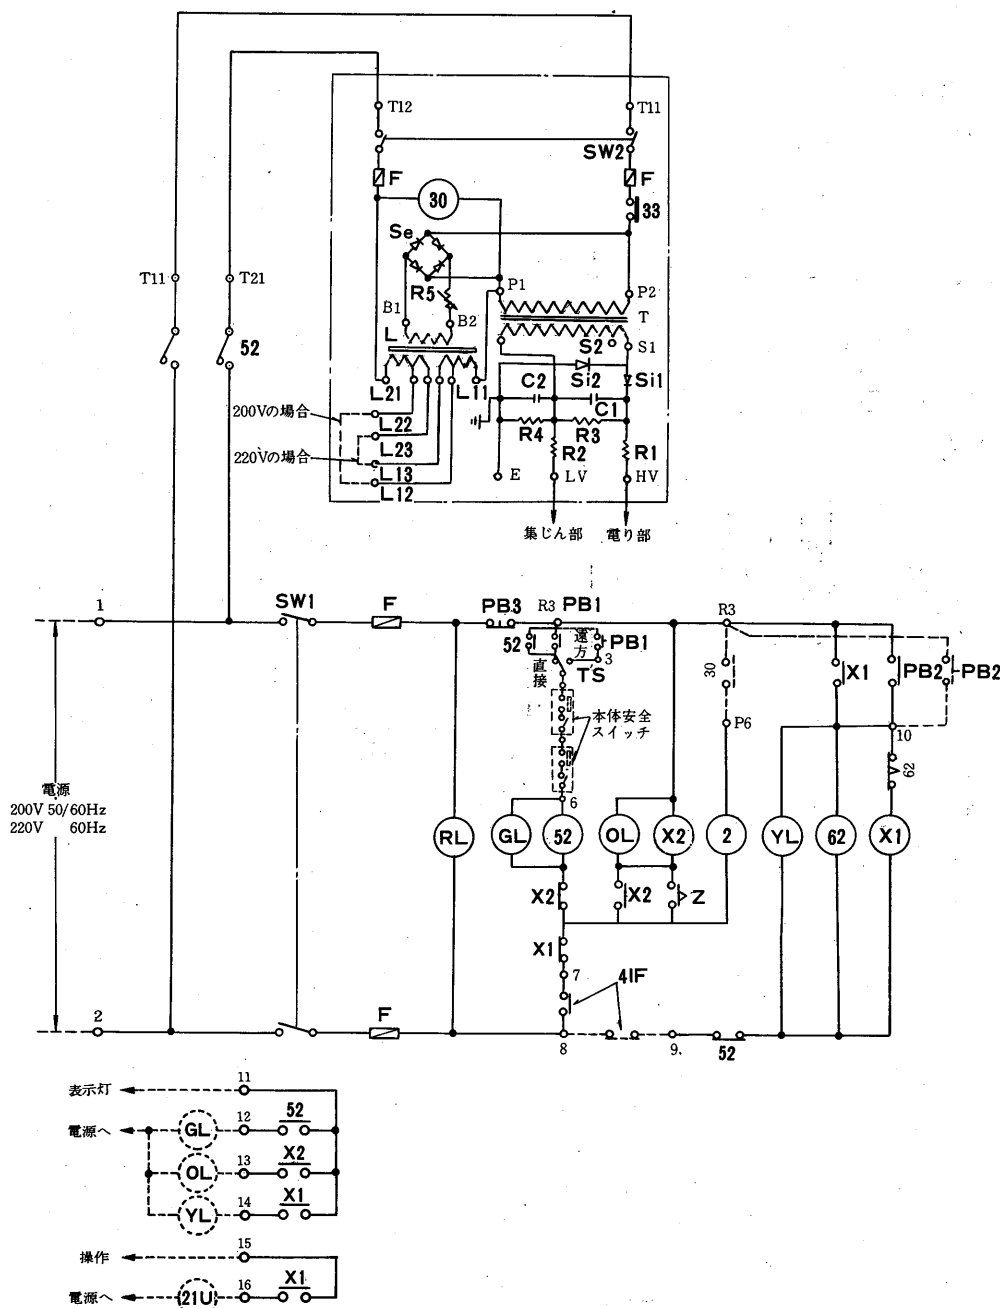 T12
T11
SW2
F
F
30
33
Se
T11
T21
P1
P2
R5
T
B1
B2
L
S2
S1
52
Si2
Si1
L21
L11
C2
C1
200Vの場合
L22
R4
R3
L23
R2
R1
220Vの場合
L13
E
LV
HV
L12
集じん部
電り部
1
SW1
F
PB3
R3
PB1
R3
52
遠方
PB1
直接
TS
3
30
X1
PB2
PB2
本体安全
スイッチ
P6
10
62
電源
200V 50/60Hz
220V 60Hz
6
RL
GL
52
OL
X2
2
YL
62
X1
X2
X2
Z
X1
7
41F
2
F
8
9.
52
表示灯
11
電源へ
GL
12
52
OL
13
X2
YL
14
X1
操作
15
電源へ
21U
16
X1